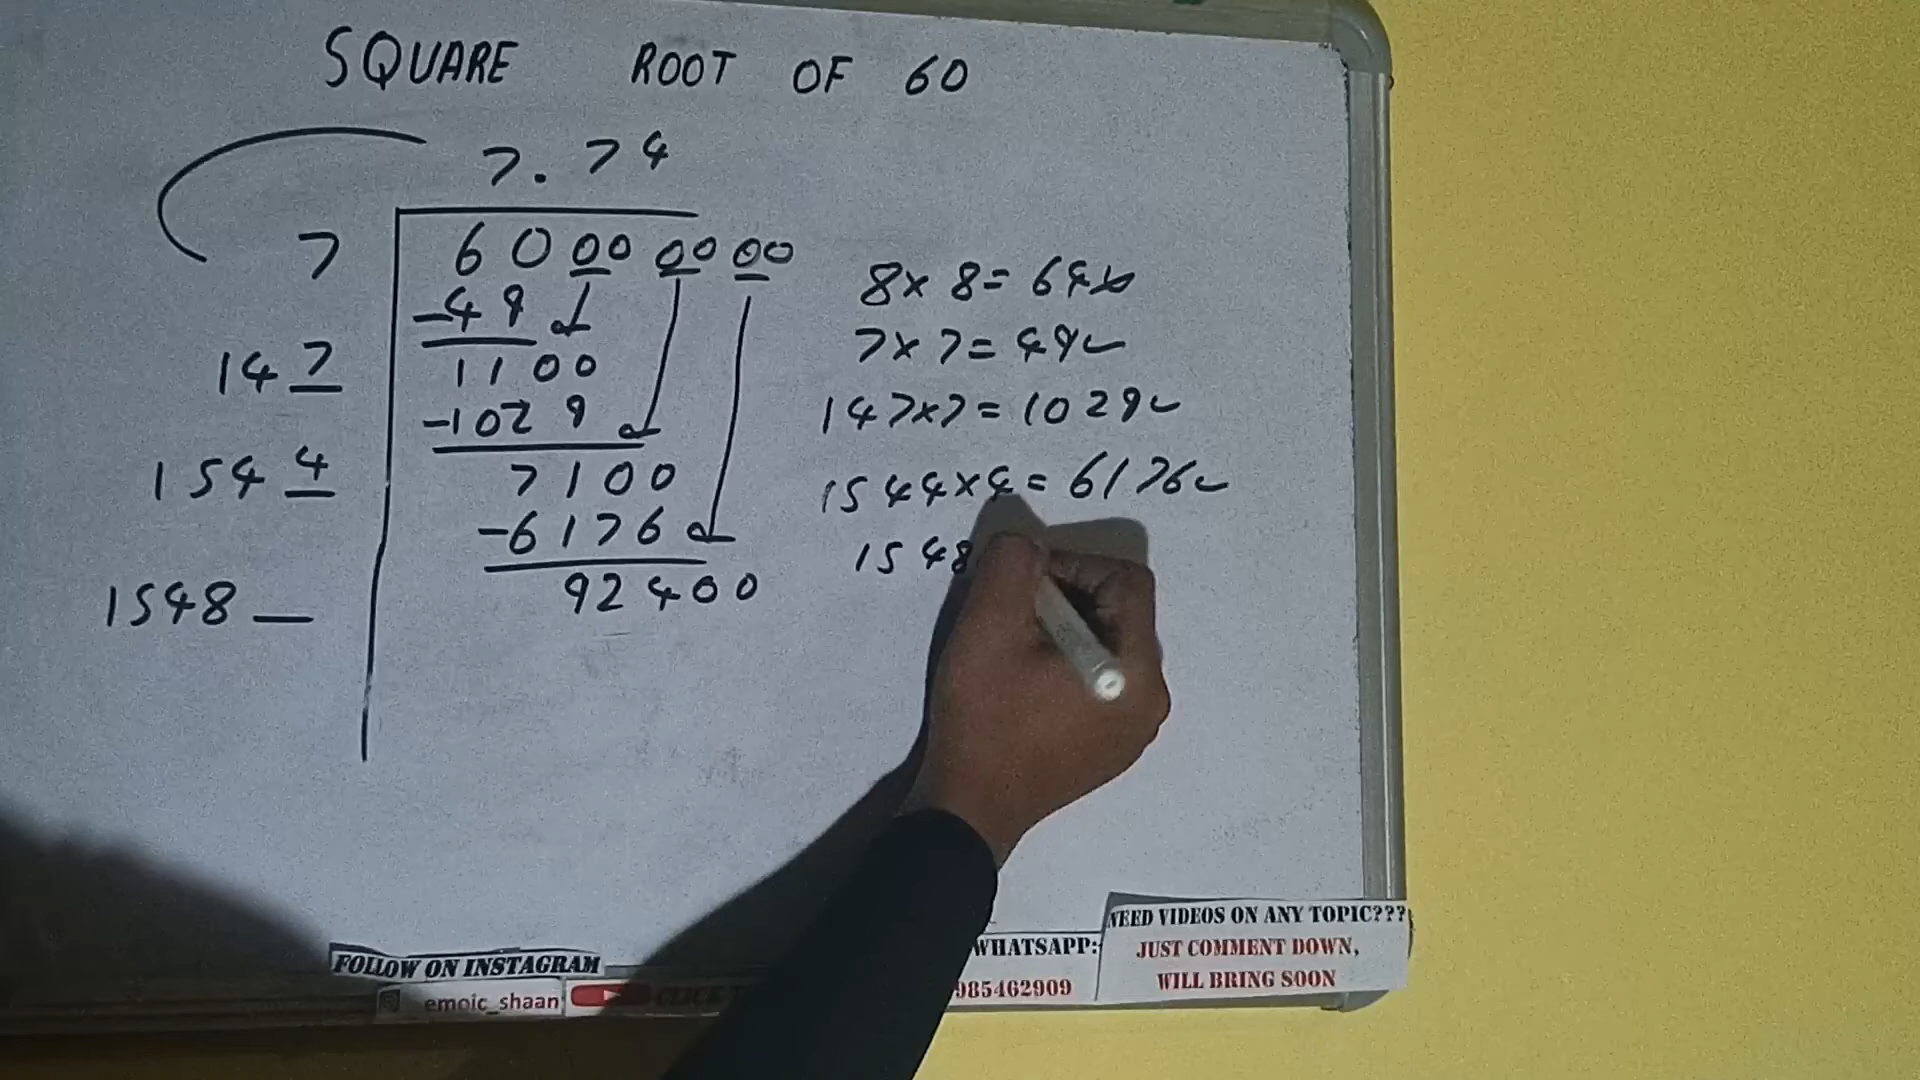 SQUARE ROOT OF 60
7.74
7 60 00 00 00
-49
147 1100
-1029
1544 7100
-6176
1548_ 92400
8×8=64×
7×7=49✓
147×7=1029✓
1544×4=6176✓
1548
FOLLOW ON INSTAGRAM
emoic_shaan
WHATSAPP:
985462909
NEED VIDEOS ON ANY TOPIC???
JUST COMMENT DOWN,
WILL BRING SOON